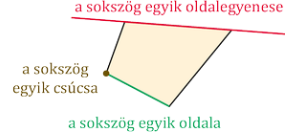 a sokszög egyik oldalegyenese
a sokszög
egyik csúcsa
a sokszög egyik oldala